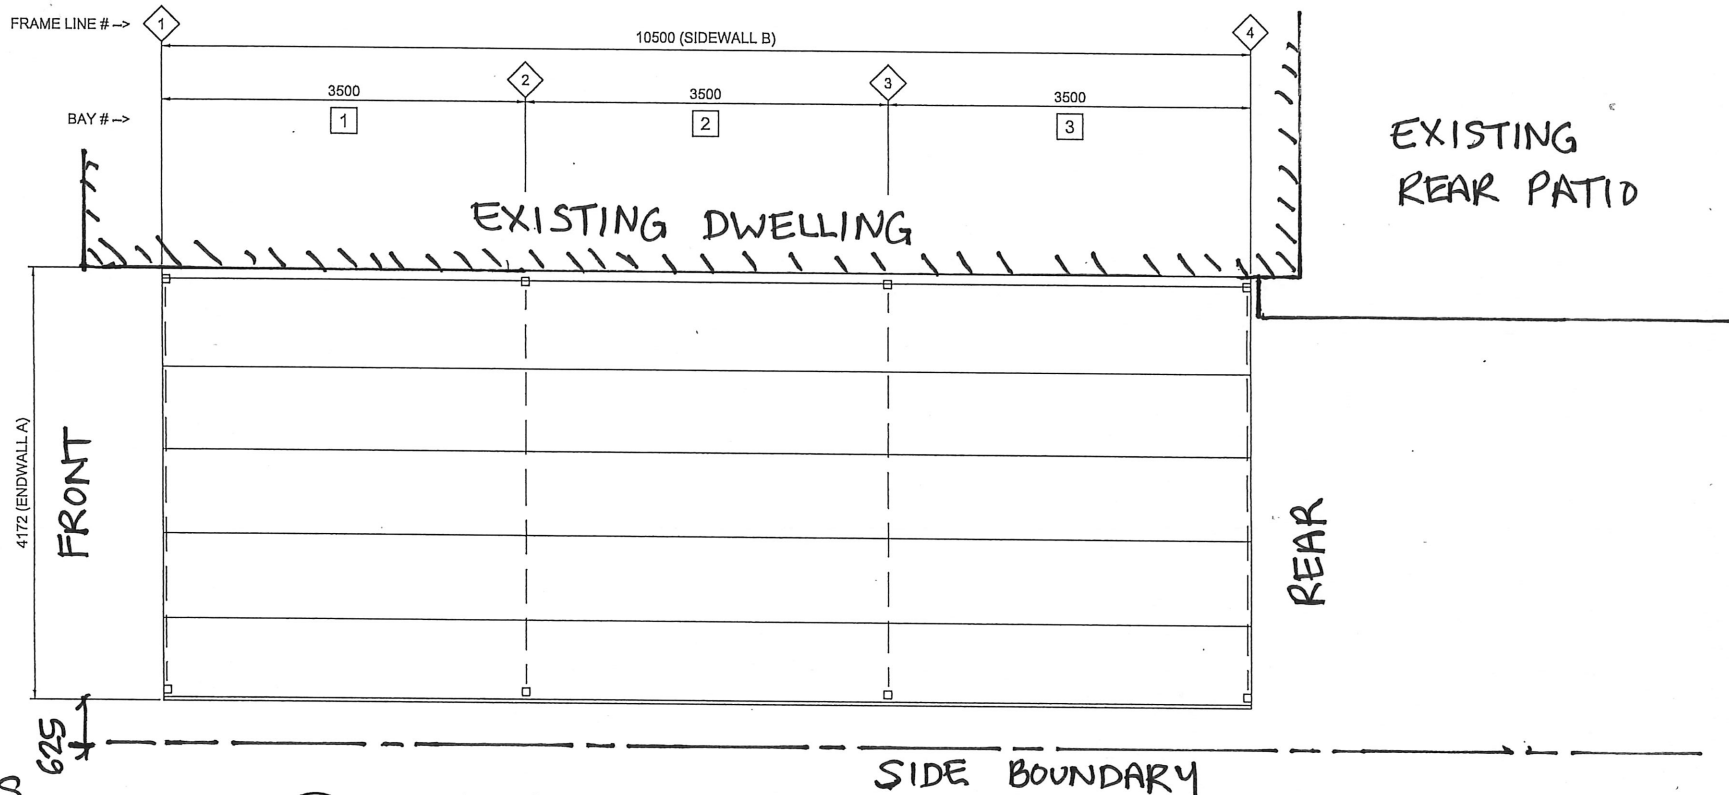 FRAME LINE # -->
1
4
10500 (SIDEWALL B)
2
3
3500
3500
3500
BAY # -->
1
2
3
EXISTING
REAR PATIO
EXISTING DWELLING
4172 (ENDWALL A)
FRONT
REAR
625
SIDE BOUNDARY